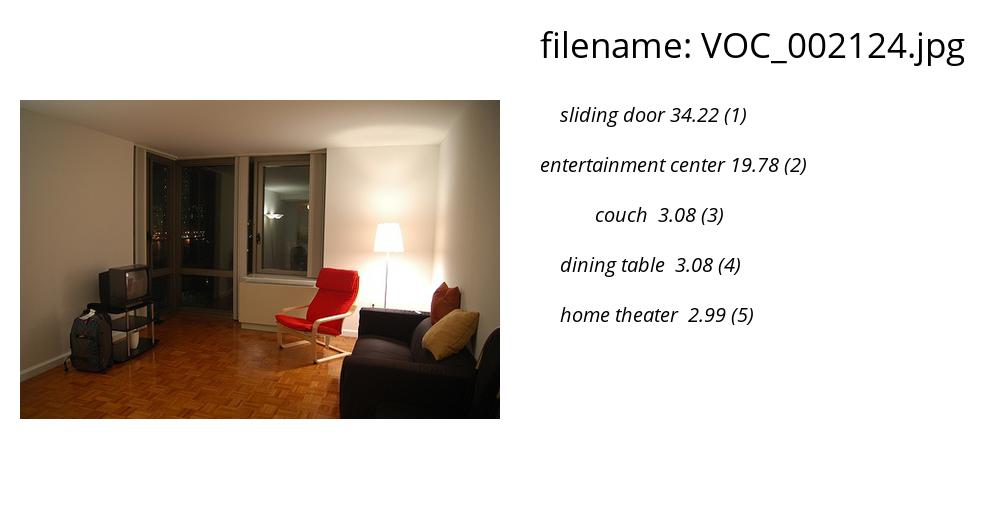 filename: VOC_002124.jpg
sliding door 34.22 (1)
entertainment center 19.78 (2)
couch 3.08 (3)
dining table 3.08 (4)
home theater 2.99 (5)